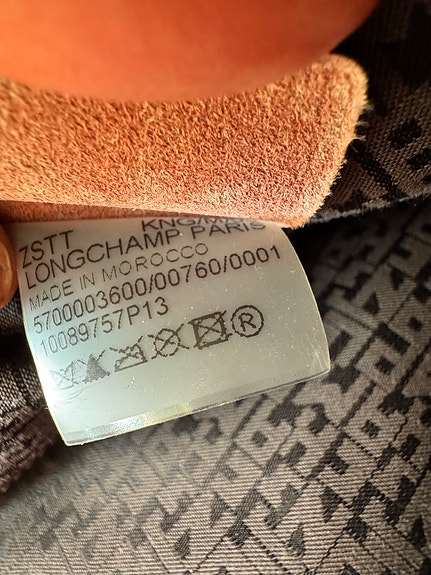 ZSTT
LONGCHAMP PARIS
MADE IN MOROCCO
5700003600/00760/0001
10089757P13
®